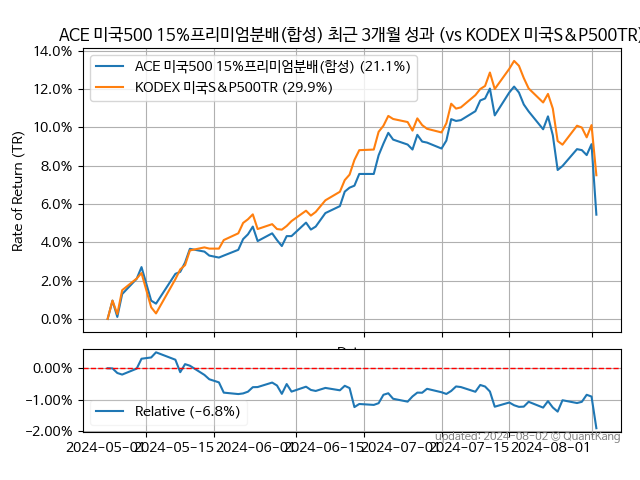 ACE 미국500 15%프리미엄분배(합성) 최근 3개월 성과 (vs KODEX 미국S&P500TR)
ACE 미국500 15%프리미엄분배(합성) (21.1%)
KODEX 미국S&P500TR (29.9%)
Rate of Return (TR)
14.0%
12.0%
10.0%
8.0%
6.0%
4.0%
2.0%
0.0%
0.00%
-1.00%
-2.00%
Relative (-6.8%)
2024-05-01 2024-05-15 2024-06-01 2024-06-15 2024-07-01 2024-07-15 2024-08-01
updated: 2024-08-02 © QuantKang